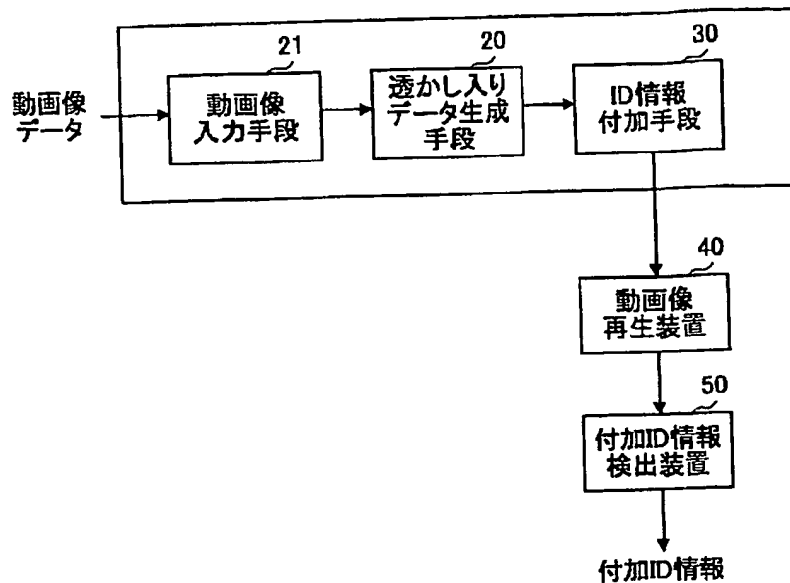 21
20
30
動画像
データ
動画像
入力手段
透かし入り
データ生成
手段
ID情報
付加手段
40
動画像
再生装置
50
付加ID情報
検出装置
付加ID情報